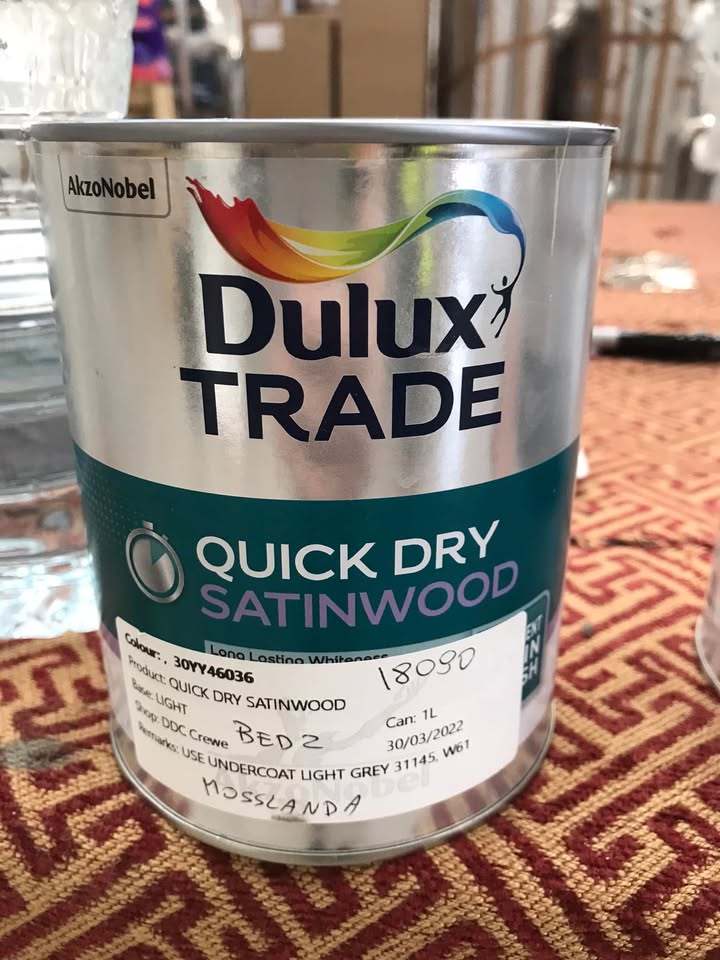 AkzoNobel
Dulux
TRADE
QUICK DRY
SATINWOOD
Long Lasting Whiteness
Colour: , 30YY46036
18090
Product: QUICK DRY SATINWOOD
Base: LIGHT
Can: 1L
Shop: DDC Crewe
BED 2
30/03/2022
Remarks: USE UNDERCOAT LIGHT GREY 31145, W61
MOSSLANDA
AkzoNobel